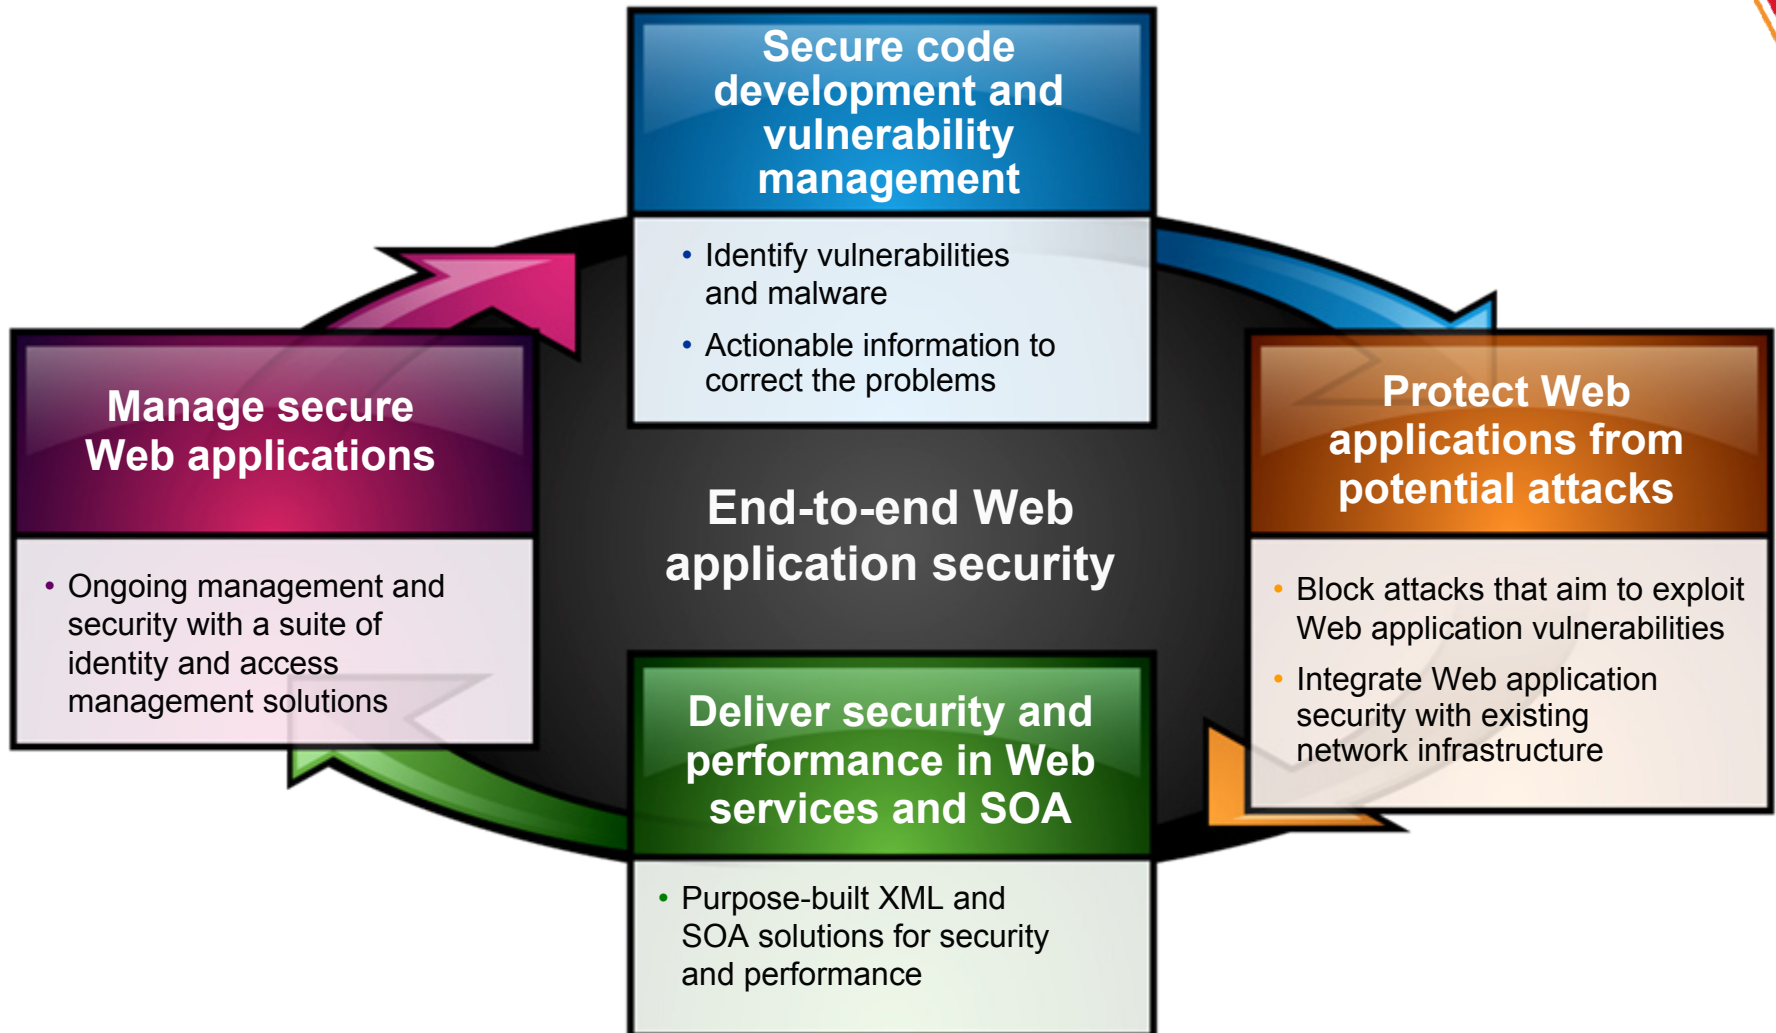 Secure code
development and
vulnerability
management
• Identify vulnerabilities
and malware
• Actionable information to
correct the problems
Manage secure
Web applications
• Ongoing management and
security with a suite of
identity and access
management solutions
End-to-end Web
application security
Protect Web
applications from
potential attacks
• Block attacks that aim to exploit
Web application vulnerabilities
• Integrate Web application
security with existing
network infrastructure
Deliver security and
performance in Web
services and SOA
• Purpose-built XML and
SOA solutions for security
and performance